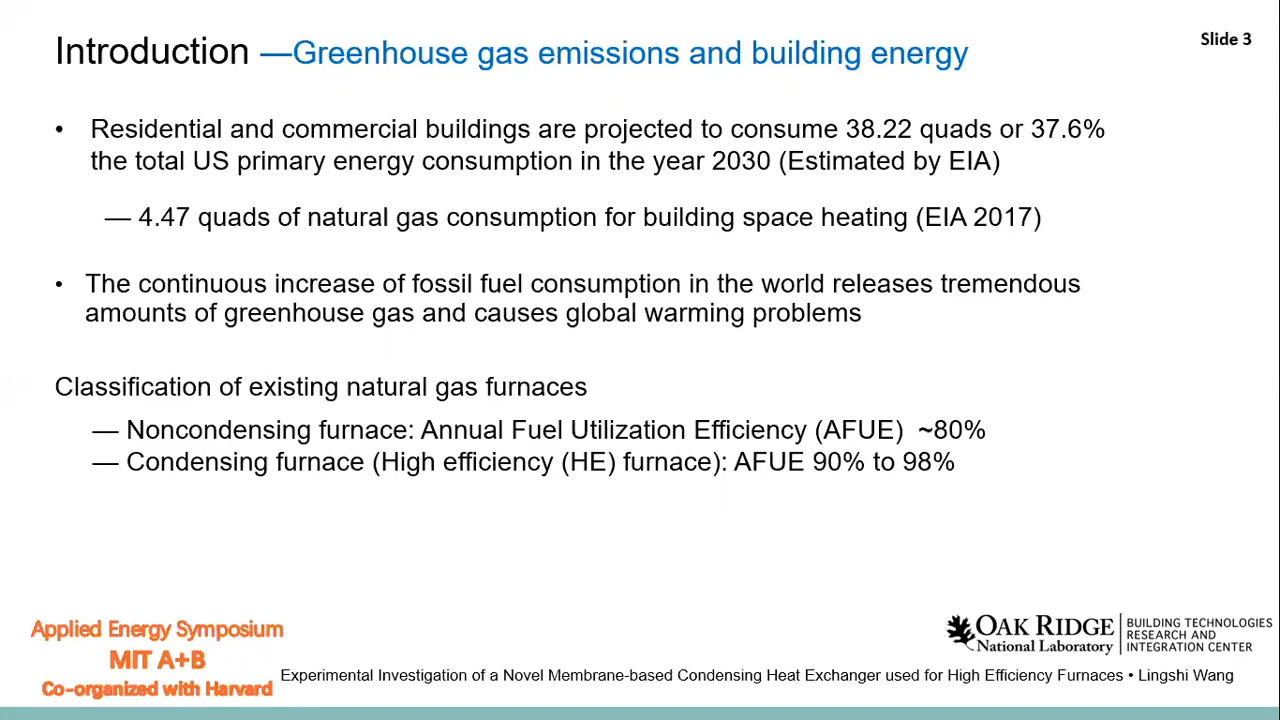 Introduction —Greenhouse gas emissions and building energy
Slide 3
• Residential and commercial buildings are projected to consume 38.22 quads or 37.6%
the total US primary energy consumption in the year 2030 (Estimated by EIA)
— 4.47 quads of natural gas consumption for building space heating (EIA 2017)
• The continuous increase of fossil fuel consumption in the world releases tremendous
amounts of greenhouse gas and causes global warming problems
Classification of existing natural gas furnaces
— Noncondensing furnace: Annual Fuel Utilization Efficiency (AFUE) ~80%
— Condensing furnace (High efficiency (HE) furnace): AFUE 90% to 98%
Applied Energy Symposium
MIT A+B
Co-organized with Harvard
OAK RIDGE
National Laboratory
BUILDING TECHNOLOGIES
RESEARCH AND
INTEGRATION CENTER
Experimental Investigation of a Novel Membrane-based Condensing Heat Exchanger used for High Efficiency Furnaces • Lingshi Wang